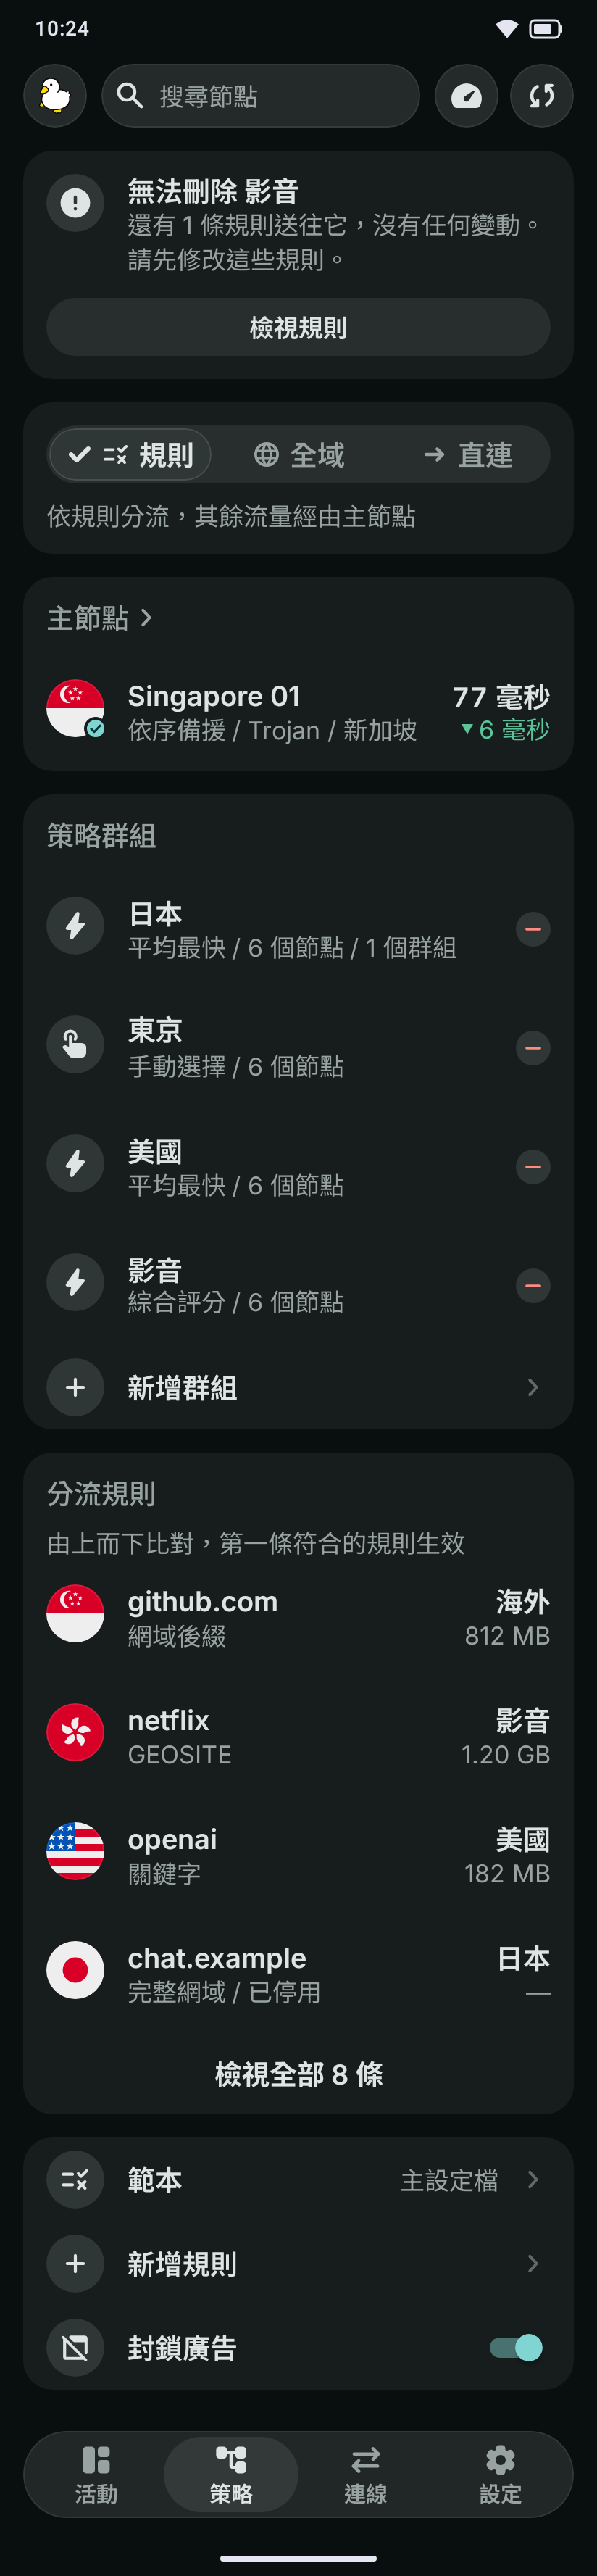 10:24
搜尋節點
無法刪除 影音
還有 1 條規則送往它，沒有任何變動。
請先修改這些規則。
檢視規則
規則
全域
直連
依規則分流，其餘流量經由主節點
主節點
Singapore 01
77 毫秒
依序備援 / Trojan / 新加坡
▼6 毫秒
策略群組
日本
平均最快 / 6 個節點 / 1 個群組
東京
手動選擇 / 6 個節點
美國
平均最快 / 6 個節點
影音
綜合評分 / 6 個節點
新增群組
分流規則
由上而下比對，第一條符合的規則生效
github.com
海外
網域後綴
812 MB
netflix
影音
GEOSITE
1.20 GB
openai
美國
關鍵字
182 MB
chat.example
日本
完整網域 / 已停用
—
檢視全部 8 條
範本
主設定檔
新增規則
封鎖廣告
活動
策略
連線
設定